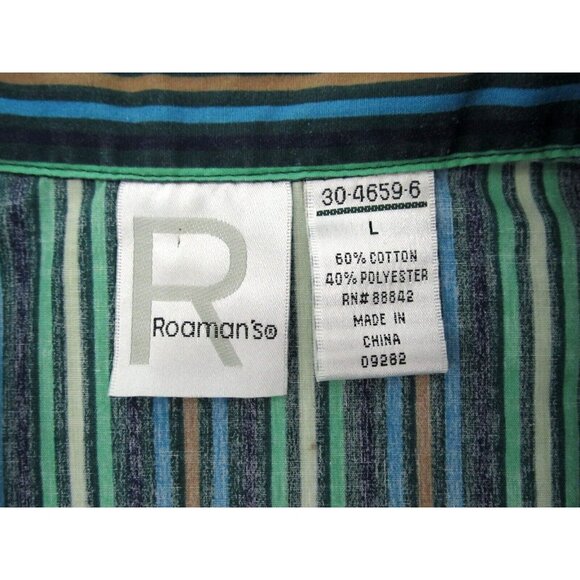 R
Roaman's®
30-4659-6
L
60% COTTON
40% POLYESTER
RN# 88842
MADE IN
CHINA
09282